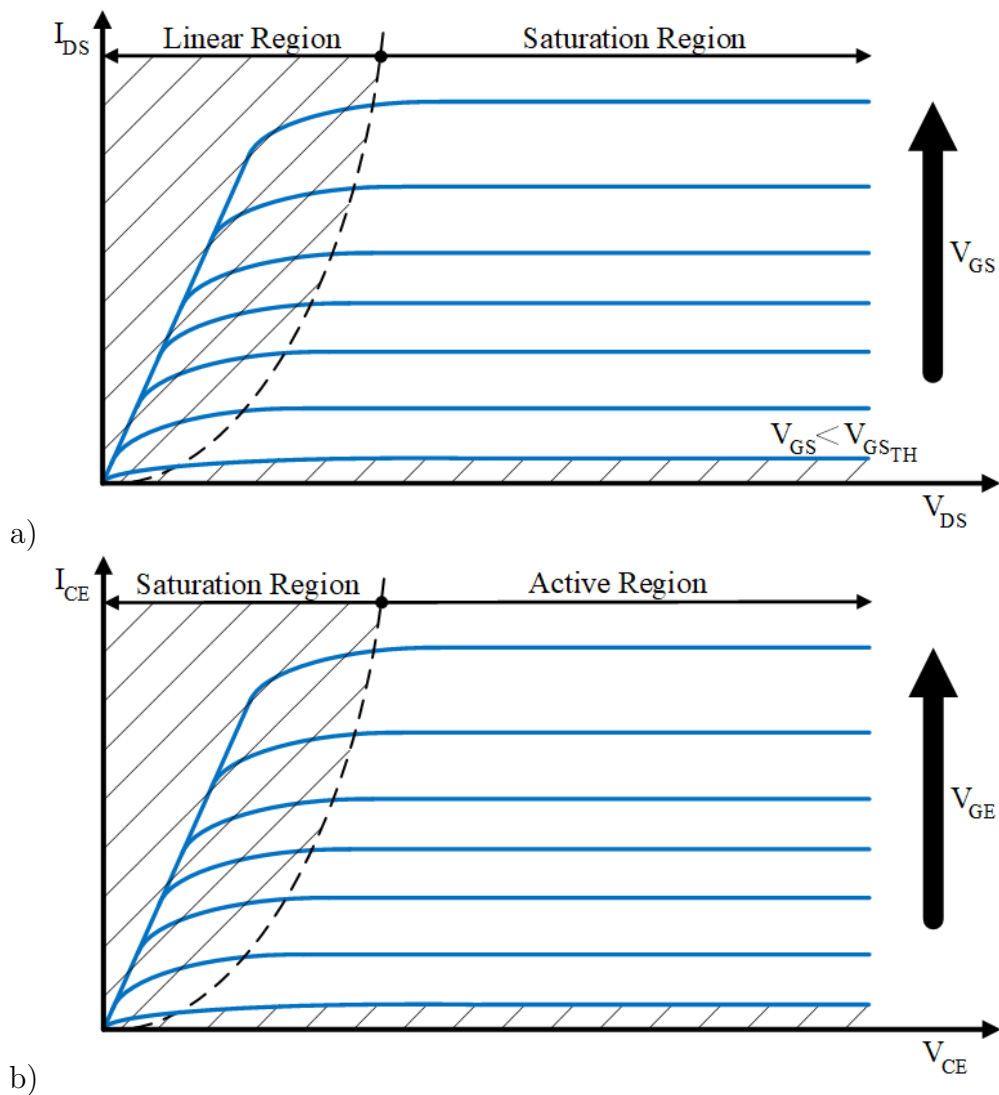 I_DS
Linear Region
Saturation Region
V_GS
V_GS < V_GS_TH
V_DS
a)
I_CE
Saturation Region
Active Region
V_GE
V_CE
b)